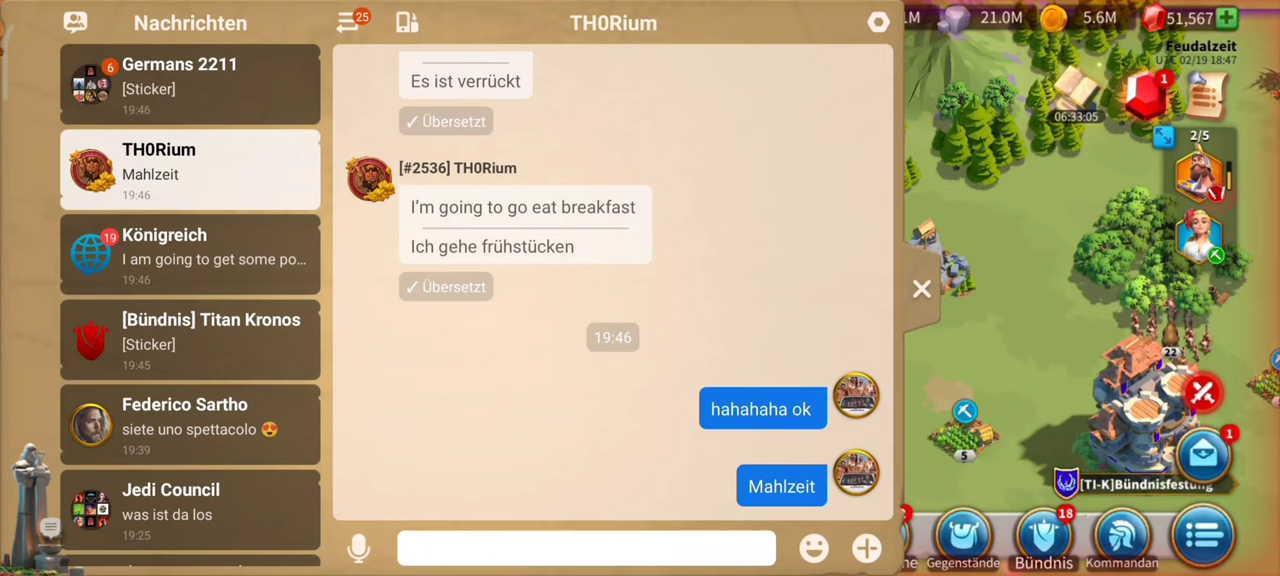 Nachrichten
25
TH0Rium
6
Germans 2211
[Sticker]
19:46
TH0Rium
Mahlzeit
19:46
19
Königreich
I am going to get some po...
19:46
[Bündnis] Titan Kronos
[Sticker]
19:45
Federico Sartho
siete uno spettacolo 😍
19:39
Jedi Council
was ist da los
19:25
Es ist verrückt
✓ Übersetzt
[#2536] TH0Rium
I'm going to go eat breakfast
Ich gehe frühstücken
✓ Übersetzt
19:46
hahahaha ok
Mahlzeit
1M
21.0M
5.6M
51,567
Feudalzeit
UTC 02/19 18:47
1
06:33:05
2/5
22
5
1
[TI-K]Bündnisfestung
2
18
Gegenstände
Bündnis
Kommandan